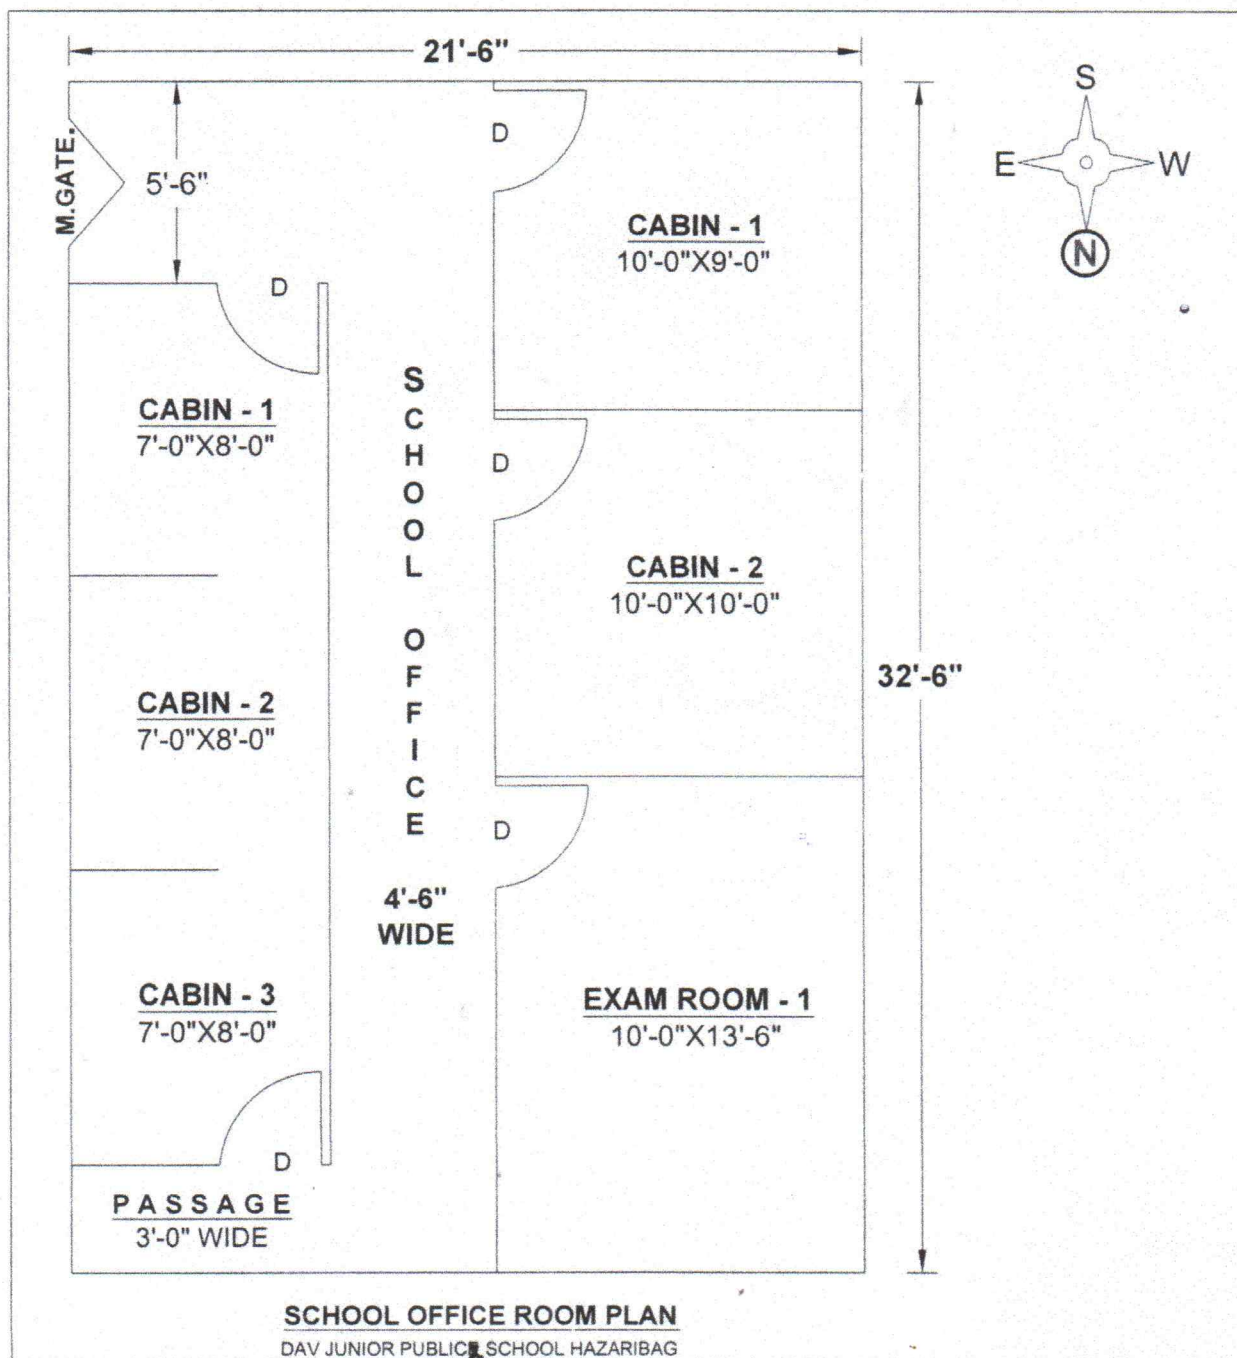 21'-6"
S
E
W
N
M.GATE.
5'-6"
D
CABIN - 1
10'-0"X9'-0"
D
CABIN - 1
7'-0"X8'-0"
SCHOOL OFFICE
4'-6"
WIDE
D
CABIN - 2
10'-0"X10'-0"
32'-6"
CABIN - 2
7'-0"X8'-0"
D
EXAM ROOM - 1
10'-0"X13'-6"
CABIN - 3
7'-0"X8'-0"
D
PASSAGE
3'-0" WIDE
SCHOOL OFFICE ROOM PLAN
DAV JUNIOR PUBLIC SCHOOL HAZARIBAG